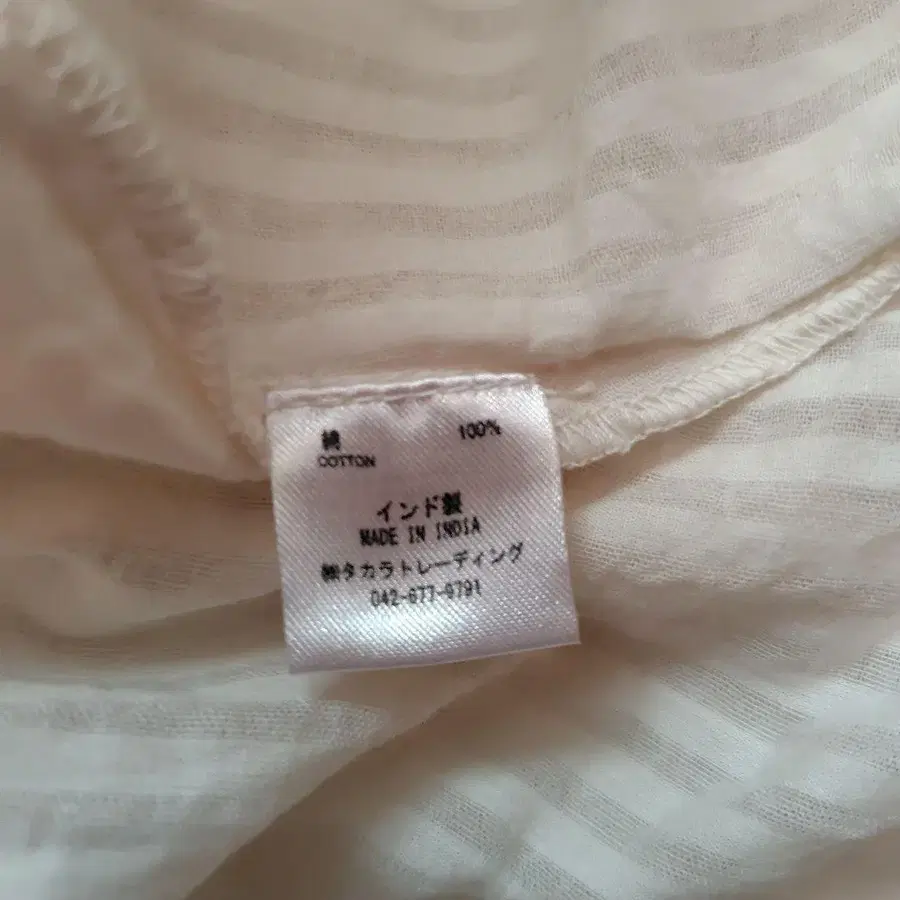 綿 100%
COTTON
インド製
MADE IN INDIA
㈱タカラトレーディング
042-677-9791